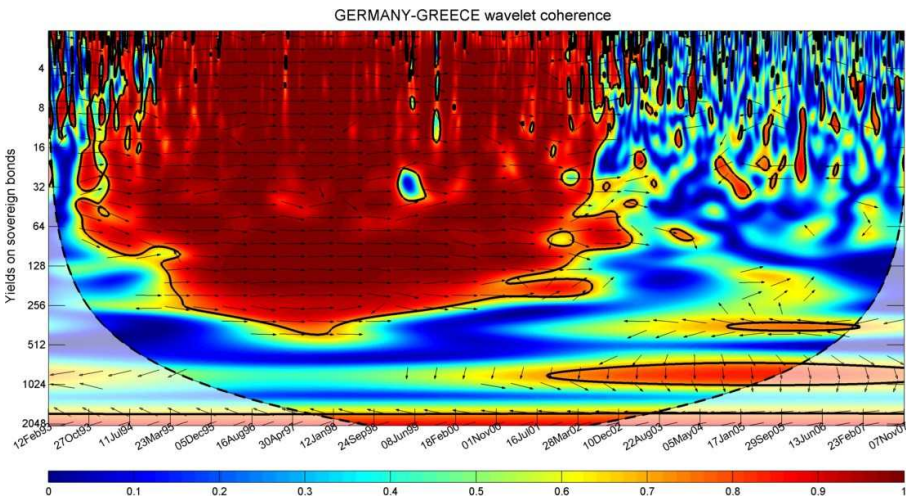 GERMANY-GREECE wavelet coherence
Yields on sovereign bonds
4
8
16
32
64
128
256
512
1024
2048
12Feb93 27Oct93 11Jul94 23Mar95 05Dec95 16Aug96 30Apr97 12Jan98 24Sep98 08Jun99 18Feb00 01Nov00 16Jul01 28Mar02 10Dec02 22Aug03 05May04 17Jan05 29Sep05 13Jun06 23Feb07 07Nov07
0 0.1 0.2 0.3 0.4 0.5 0.6 0.7 0.8 0.9 1